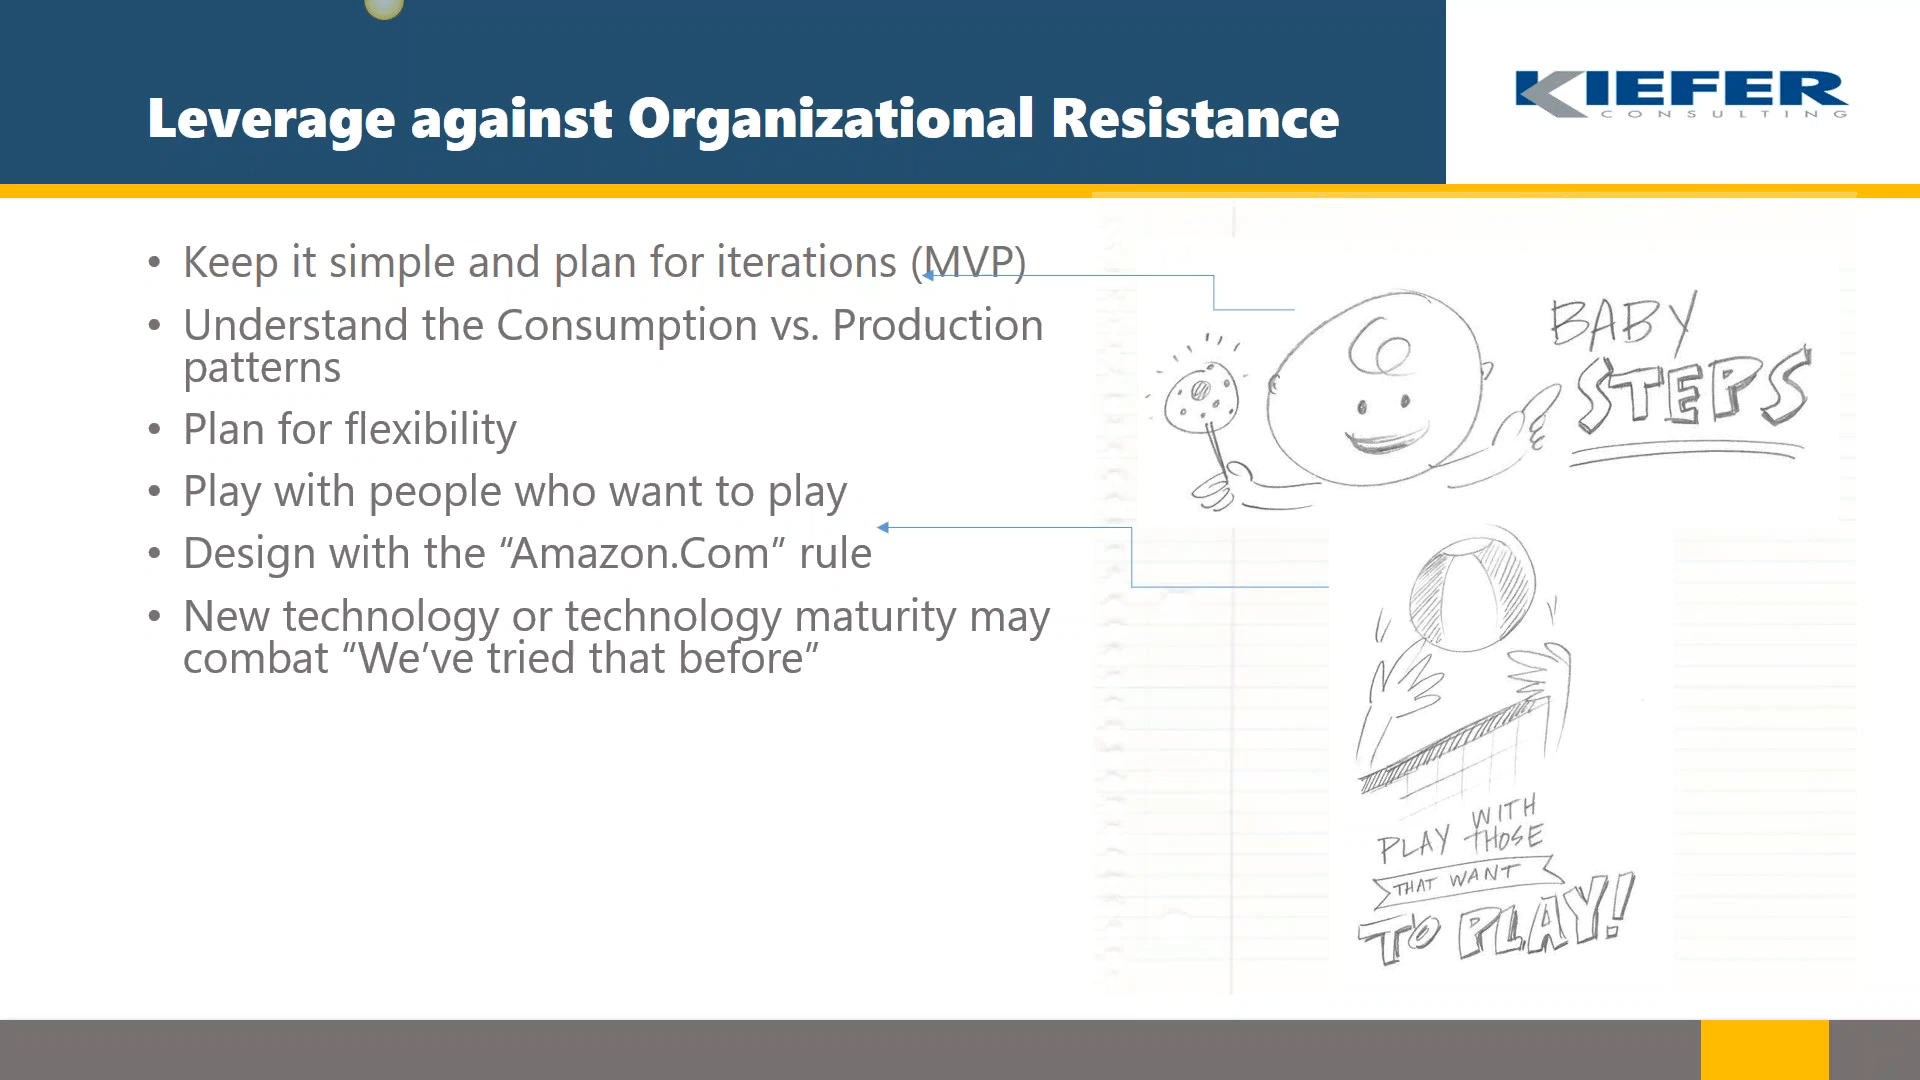 Leverage against Organizational Resistance
KIEFER
CONSULTING
• Keep it simple and plan for iterations (MVP)
• Understand the Consumption vs. Production
patterns
• Plan for flexibility
• Play with people who want to play
• Design with the “Amazon.Com” rule
• New technology or technology maturity may
combat “We’ve tried that before”
BABY
STEPS
PLAY WITH
THOSE
THAT WANT
TO PLAY!